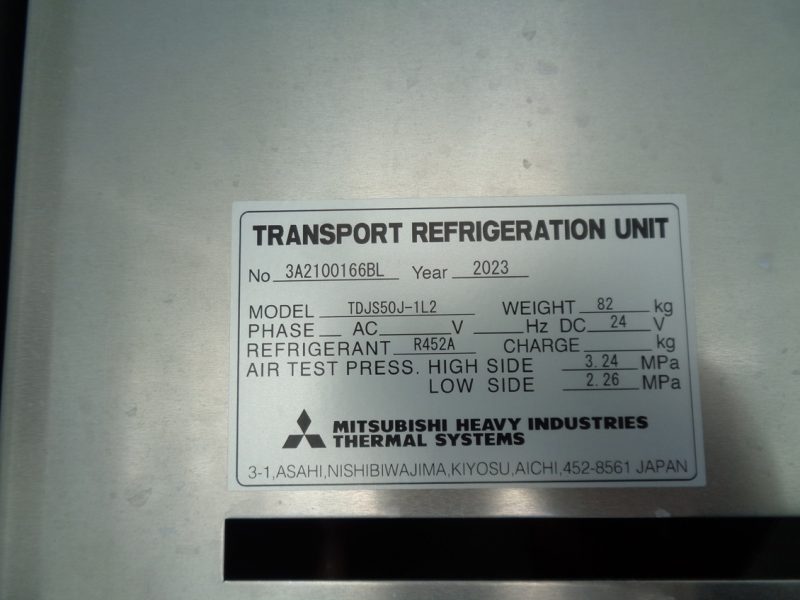 TRANSPORT REFRIGERATION UNIT
No 3A2100166BL Year 2023
MODEL TDJS50J-1L2 WEIGHT 82 kg
PHASE AC V Hz DC 24 V
REFRIGERANT R452A CHARGE kg
AIR TEST PRESS. HIGH SIDE 3.24 MPa
LOW SIDE 2.26 MPa
MITSUBISHI HEAVY INDUSTRIES
THERMAL SYSTEMS
3-1,ASAHI,NISHIBIWAJIMA,KIYOSU,AICHI,452-8561 JAPAN